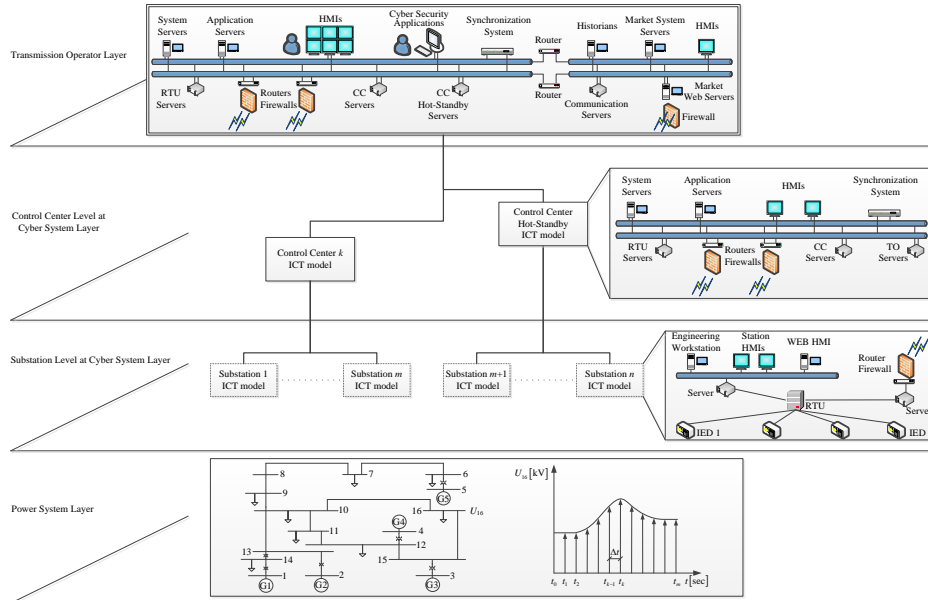 Transmission Operator Layer
System
Servers
Application
Servers
HMIs
Cyber Security
Applications
Synchronization
System
Router
Historians
Market System
Servers
HMIs
RTU
Servers
Routers
Firewalls
CC
Servers
CC
Hot-Standby
Servers
Router
Communication
Servers
Market
Web Servers
Firewall
Control Center Level at
Cyber System Layer
Control Center k
ICT model
Control Center
Hot-Standby
ICT model
System
Servers
Application
Servers
HMIs
Synchronization
System
RTU
Servers
Routers
Firewalls
CC
Servers
TO
Servers
Substation Level at Cyber System Layer
Substation 1
ICT model
Substation m
ICT model
Substation m+1
ICT model
Substation n
ICT model
Engineering
Workstation
Station
HMIs
WEB HMI
Router
Firewall
Server
RTU
Serve
IED 1
IED
Power System Layer
8
7
6
5
G5
9
10
16
U16
11
G4
4
12
13
14
15
1
2
3
G1
G2
G3
U16 [kV]
Δt
t0 t1 t2 tk−1 tk tm t [sec]